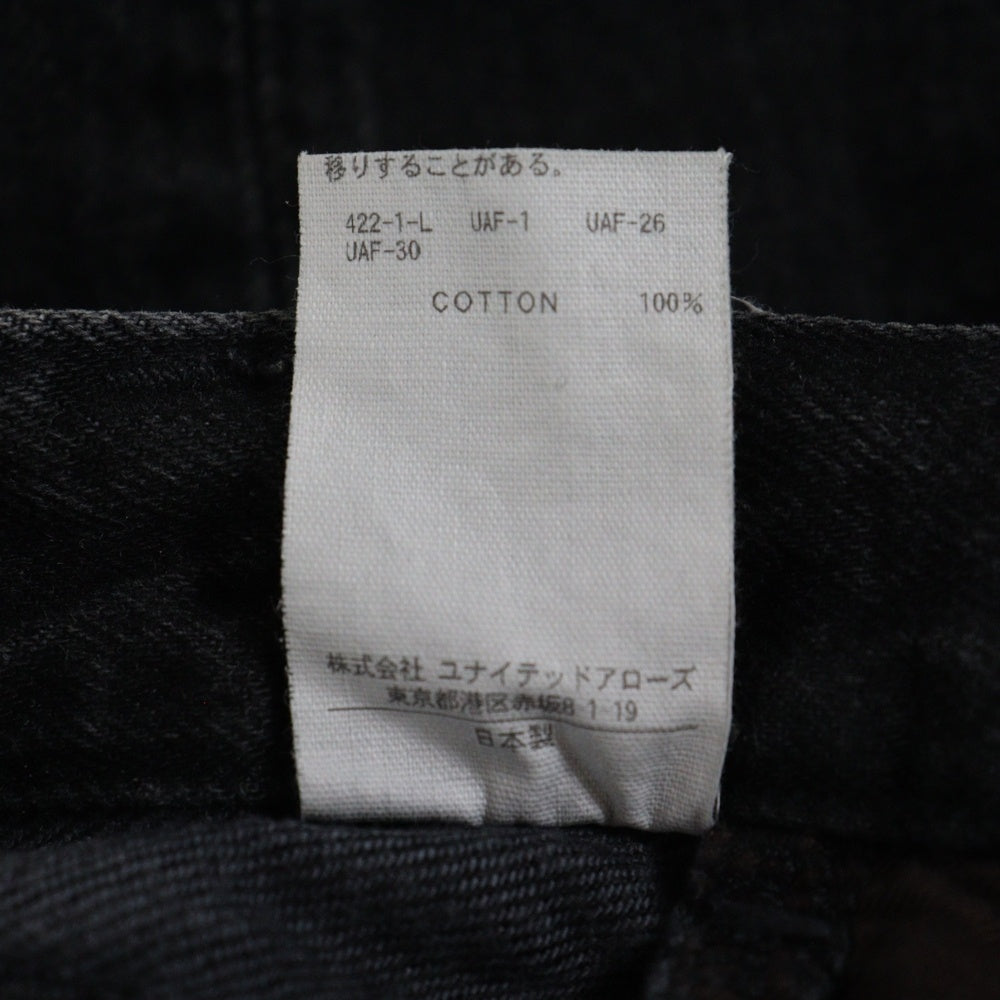 移りすることがある。
422-1-L UAF-1 UAF-26
UAF-30
COTTON 100%
株式会社 ユナイテッドアローズ
東京都港区赤坂8-1-19
日本製